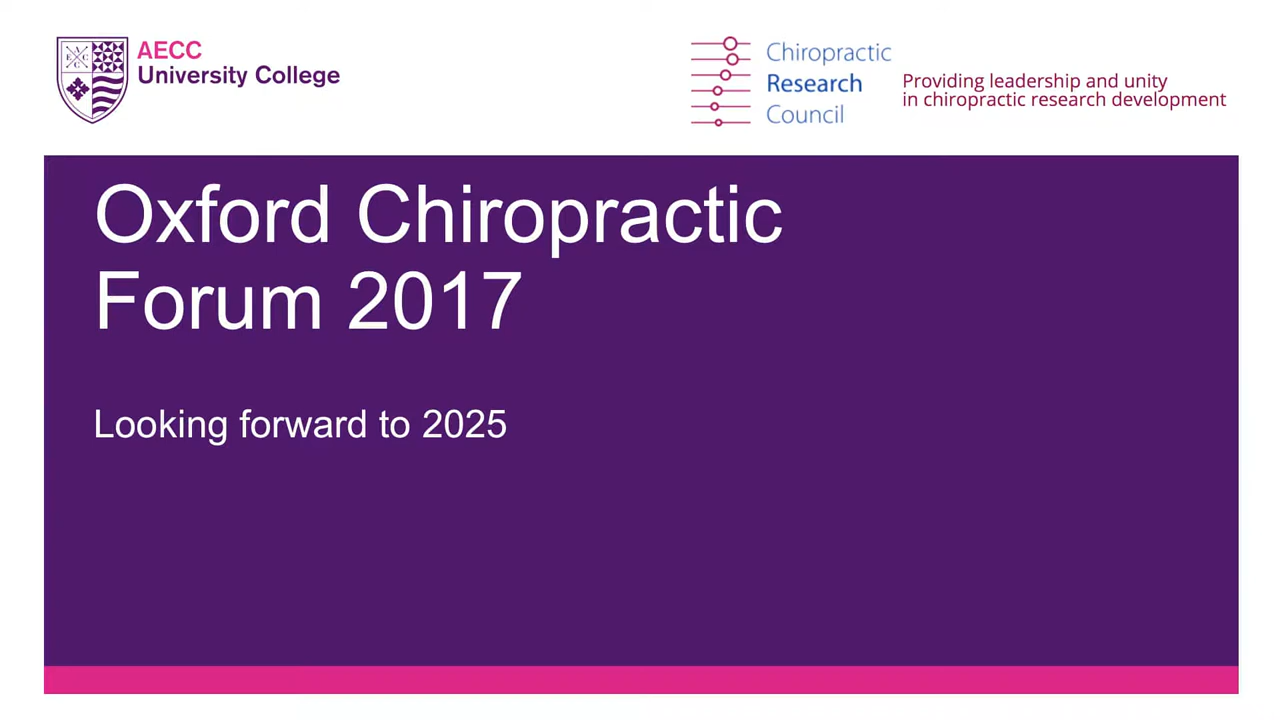 AECC
University College
Chiropractic
Research
Council
Providing leadership and unity
in chiropractic research development
Oxford Chiropractic
Forum 2017
Looking forward to 2025